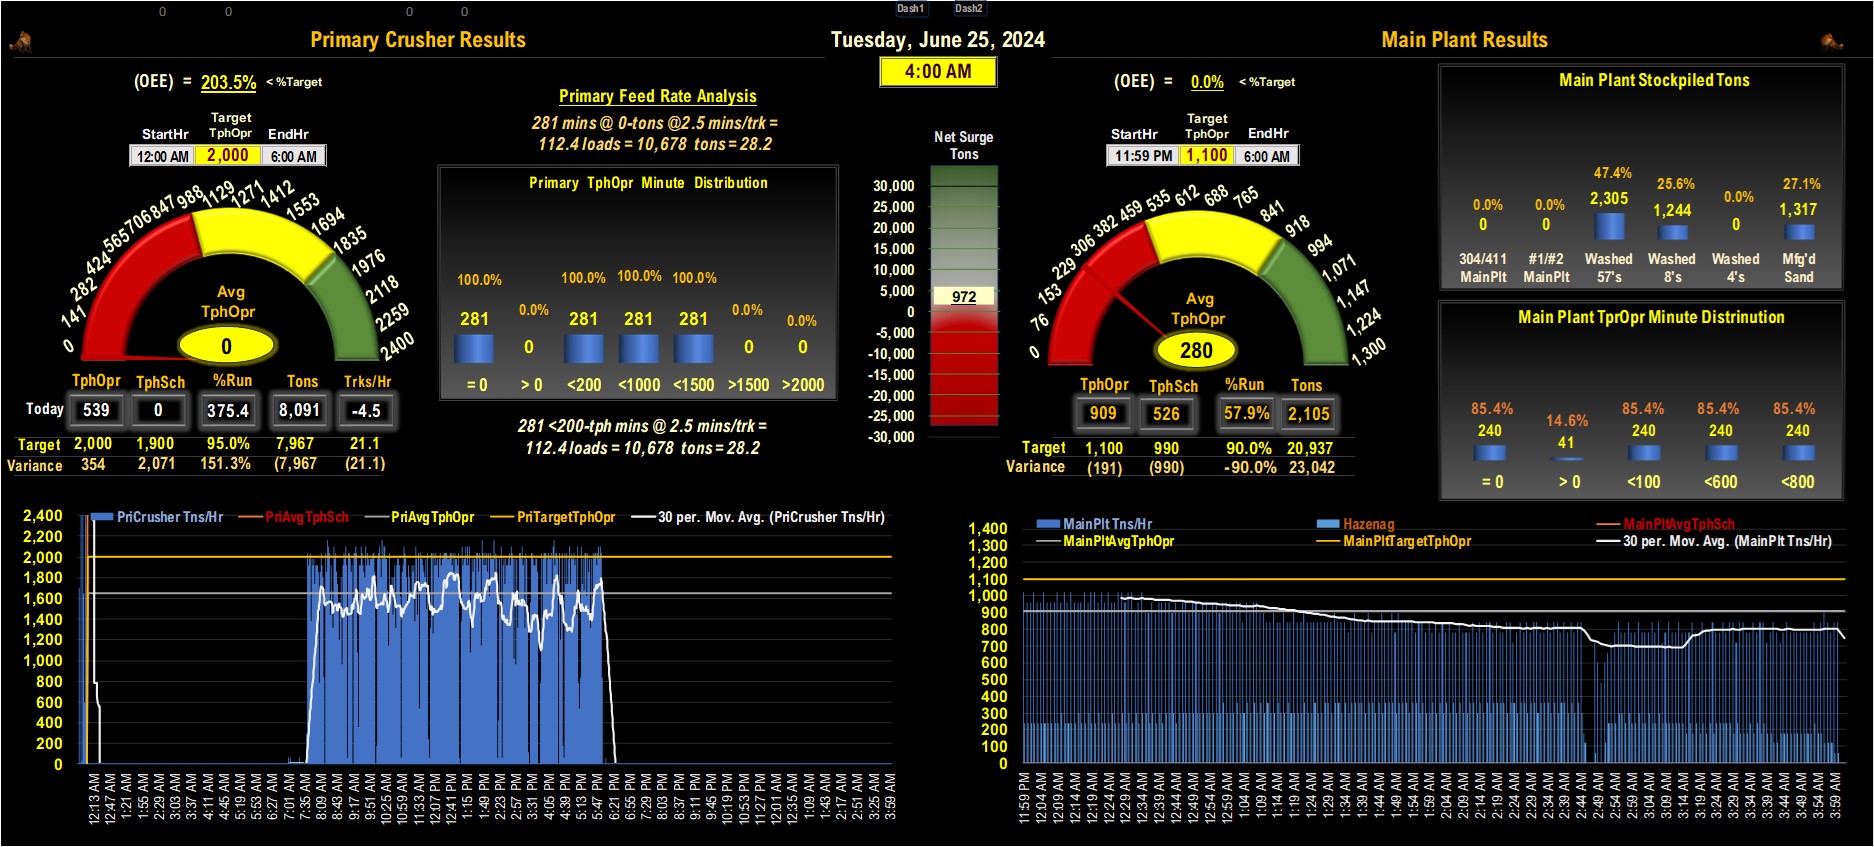 0 0 0 0 Dash1 Dash2
Primary Crusher Results
Tuesday, June 25, 2024
Main Plant Results
4:00 AM
(OEE) = 203.5% < %Target
Target
StartHr TphOpr EndHr
12:00 AM 2,000 6:00 AM
0 141 282 424 565 706 847 988 1129 1271 1412 1553 1694 1835 1976 2118 2259 2400
Avg
TphOpr
0
TphOpr TphSch %Run Tons Trks/Hr
Today 539 0 375.4 8,091 -4.5
Target 2,000 1,900 95.0% 7,967 21.1
Variance 354 2,071 151.3% (7,967) (21.1)
Primary Feed Rate Analysis
281 mins @ 0-tons @2.5 mins/trk =
112.4 loads = 10,678 tons = 28.2
Primary TphOpr Minute Distribution
100.0% 0.0% 100.0% 100.0% 100.0% 0.0% 0.0%
281 0 281 281 281 0 0
= 0 > 0 <200 <1000 <1500 >1500 >2000
281 <200-tph mins @ 2.5 mins/trk =
112.4 loads = 10,678 tons = 28.2
Net Surge
Tons
30,000
25,000
20,000
15,000
10,000
5,000
972
0
-5,000
-10,000
-15,000
-20,000
-25,000
-30,000
(OEE) = 0.0% < %Target
Target
StartHr TphOpr EndHr
11:59 PM 1,100 6:00 AM
0 76 153 229 306 382 459 535 612 688 765 841 918 994 1,071 1,147 1,224 1,300
Avg
TphOpr
280
TphOpr TphSch %Run Tons
909 526 57.9% 2,105
Target 1,100 990 90.0% 20,937
Variance (191) (990) -90.0% 23,042
Main Plant Stockpiled Tons
0.0% 0.0% 47.4% 25.6% 0.0% 27.1%
0 0 2,305 1,244 0 1,317
304/411 #1/#2 Washed Washed Washed Mfg'd
MainPlt MainPlt 57's 8's 4's Sand
Main Plant TprOpr Minute Distrinution
85.4% 14.6% 85.4% 85.4% 85.4%
240 41 240 240 240
= 0 > 0 <100 <600 <800
PriCrusher Tns/Hr PriAvgTphSch PriAvgTphOpr PriTargetTphOpr 30 per. Mov. Avg. (PriCrusher Tns/Hr)
2,400
2,200
2,000
1,800
1,600
1,400
1,200
1,000
800
600
400
200
0
12:13 AM 12:47 AM 1:21 AM 1:55 AM 2:29 AM 3:03 AM 3:37 AM 4:11 AM 4:45 AM 5:19 AM 5:53 AM 6:27 AM 7:01 AM 7:35 AM 8:09 AM 8:43 AM 9:17 AM 9:51 AM 10:25 AM 10:59 AM 11:33 AM 12:07 PM 12:41 PM 1:15 PM 1:49 PM 2:23 PM 2:57 PM 3:31 PM 4:05 PM 4:39 PM 5:13 PM 5:47 PM 6:21 PM 6:55 PM 7:29 PM 8:03 PM 8:37 PM 9:11 PM 9:45 PM 10:19 PM 10:53 PM 11:27 PM 12:01 AM 12:35 AM 1:09 AM 1:43 AM 2:17 AM 2:51 AM 3:25 AM 3:59 AM
MainPlt Tns/Hr Hazenag MainPltAvgTphSch
MainPltAvgTphOpr MainPltTargetTphOpr 30 per. Mov. Avg. (MainPlt Tns/Hr)
1,400
1,300
1,200
1,100
1,000
900
800
700
600
500
400
300
200
100
0
11:59 PM 12:04 AM 12:09 AM 12:14 AM 12:19 AM 12:24 AM 12:29 AM 12:34 AM 12:39 AM 12:44 AM 12:49 AM 12:54 AM 12:59 AM 1:04 AM 1:09 AM 1:14 AM 1:19 AM 1:24 AM 1:29 AM 1:34 AM 1:39 AM 1:44 AM 1:49 AM 1:54 AM 1:59 AM 2:04 AM 2:09 AM 2:14 AM 2:19 AM 2:24 AM 2:29 AM 2:34 AM 2:39 AM 2:44 AM 2:49 AM 2:54 AM 2:59 AM 3:04 AM 3:09 AM 3:14 AM 3:19 AM 3:24 AM 3:29 AM 3:34 AM 3:39 AM 3:44 AM 3:49 AM 3:54 AM 3:59 AM